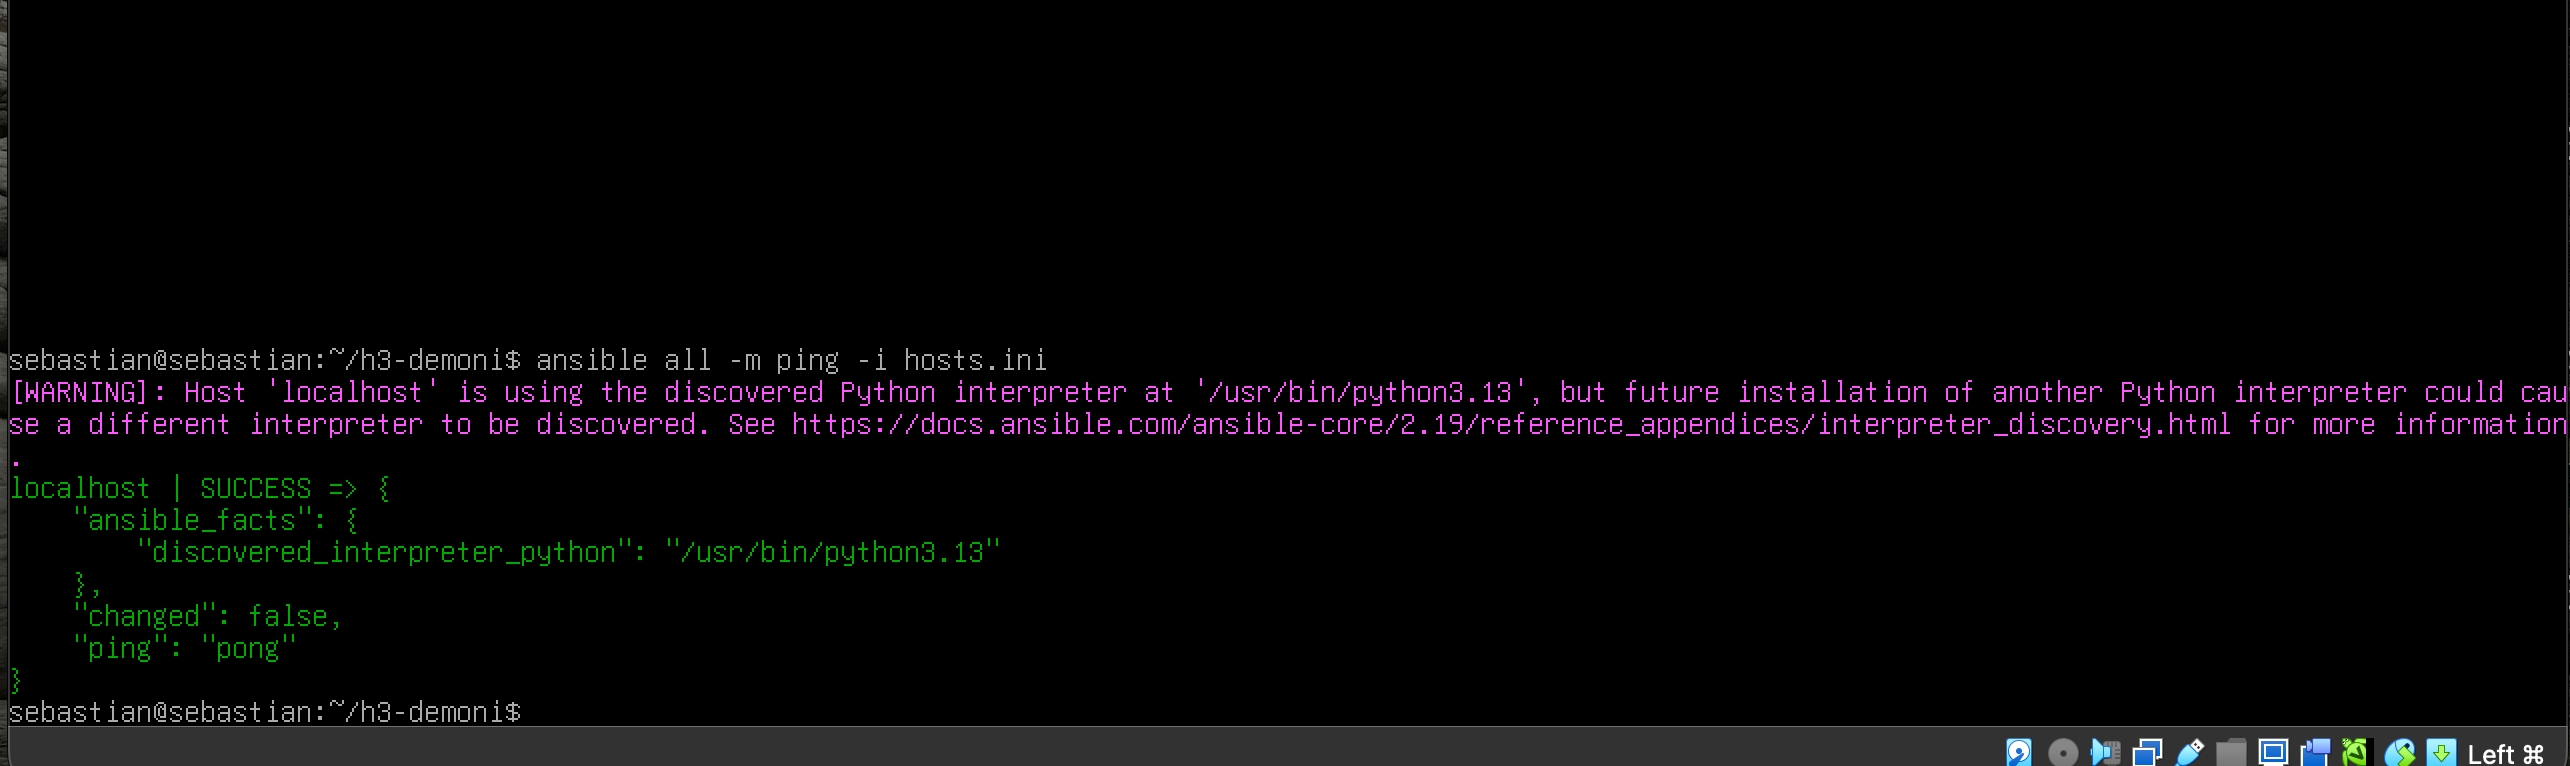 sebastian@sebastian:~/h3-demoni$ ansible all -m ping -i hosts.ini
[WARNING]: Host 'localhost' is using the discovered Python interpreter at '/usr/bin/python3.13', but future installation of another Python interpreter could cau
se a different interpreter to be discovered. See https://docs.ansible.com/ansible-core/2.19/reference_appendices/interpreter_discovery.html for more information
.
localhost | SUCCESS => {
    "ansible_facts": {
        "discovered_interpreter_python": "/usr/bin/python3.13"
    },
    "changed": false,
    "ping": "pong"
}
sebastian@sebastian:~/h3-demoni$
Left ⌘